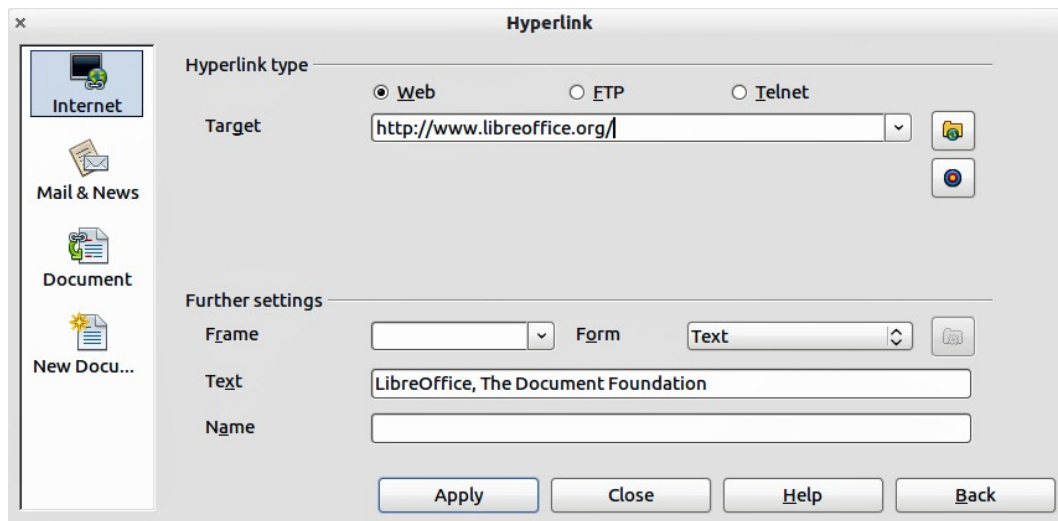 Hyperlink
Internet
Mail & News
Document
New Docu...
Hyperlink type
Web FTP Telnet
Target http://www.libreoffice.org/
Further settings
Frame Form Text
Text LibreOffice, The Document Foundation
Name
Apply Close Help Back